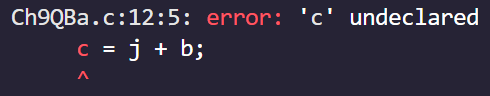 Ch9QBa.c:12:5: error: 'c' undeclared
c = j + b;
^